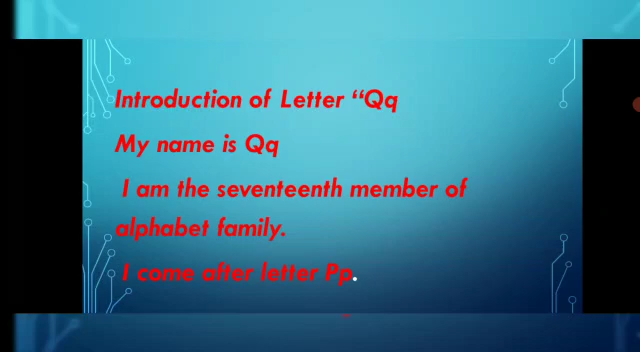 Introduction of Letter “Qq
My name is Qq
I am the seventeenth member of
alphabet family.
I come after letter Pp.